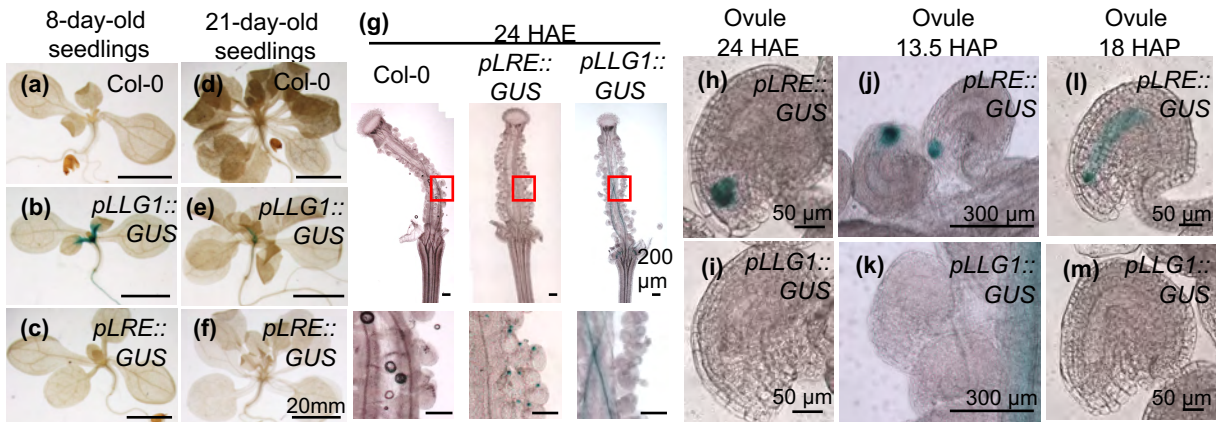 8-day-old
seedlings
(a)
Col-0
(b)
pLLG1::
GUS
(c)
pLRE::
GUS
21-day-old
seedlings
(d)
Col-0
(e)
pLLG1::
GUS
(f)
pLRE::
GUS
20mm
(g)
24 HAE
Col-0
pLRE::
GUS
pLLG1::
GUS
200
µm
Ovule
24 HAE
(h)
pLRE::
GUS
50 µm
(i)
pLLG1::
GUS
50 µm
Ovule
13.5 HAP
(j)
pLRE::
GUS
300 µm
(k)
pLLG1::
GUS
300 µm
Ovule
18 HAP
(l)
pLRE::
GUS
50 µm
(m)
pLLG1::
GUS
50 µm